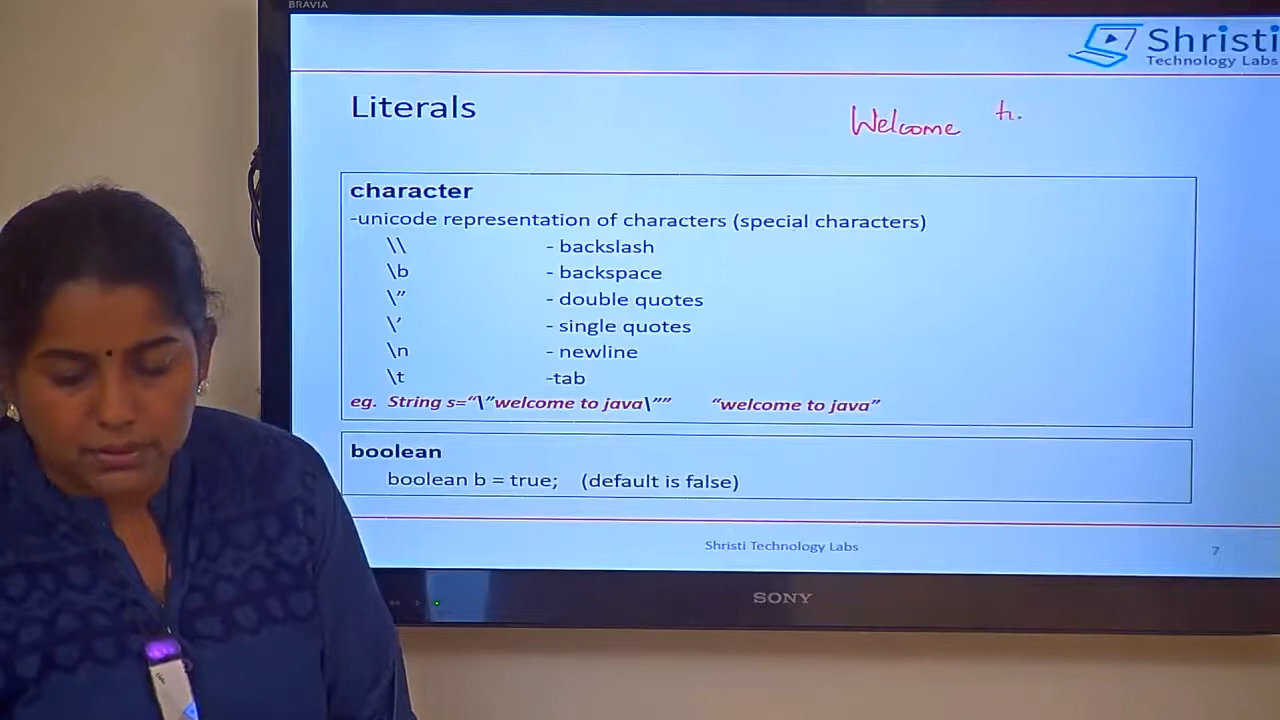 BRAVIA
Shristi
Technology Labs
Literals
Welcome
character
-unicode representation of characters (special characters)
\\ - backslash
\b - backspace
\” - double quotes
\’ - single quotes
\n - newline
\t -tab
eg. String s=“\”welcome to java\”” “welcome to java”
boolean
boolean b = true; (default is false)
Shristi Technology Labs 7
SONY